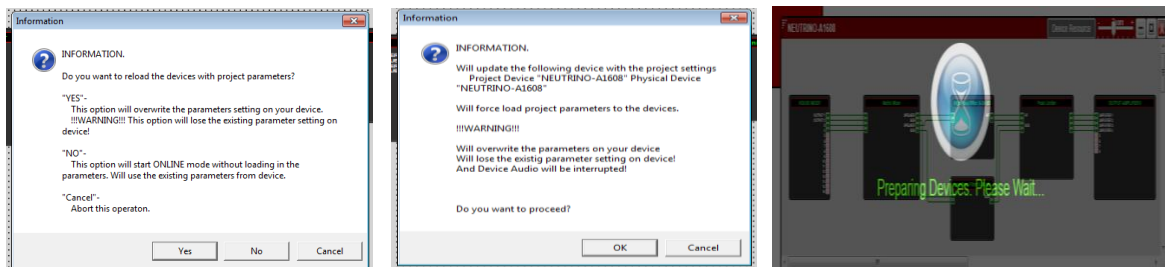 Information
INFORMATION.
Do you want to reload the devices with project parameters?
"YES"-
This option will overwrite the parameters setting on your device.
!!!WARNING!!! This option will lose the existing parameter setting on
device!
"NO"-
This option will start ONLINE mode without loading in the
parameters. Will use the existing parameters from device.
"Cancel"-
Abort this operaton.
Yes
No
Cancel
Information
INFORMATION.
Will update the following device with the project settings
Project Device "NEUTRINO-A1608" Physical Device
"NEUTRINO-A1608"
Will force load project parameters to the devices.
!!!WARNING!!!
Will overwrite the parameters on your device
Will lose the existig parameter setting on device!
And Device Audio will be interrupted!
Do you want to proceed?
OK
Cancel
NEUTRINO-A1608
Device Resource
Preparing Devices. Please Wait...